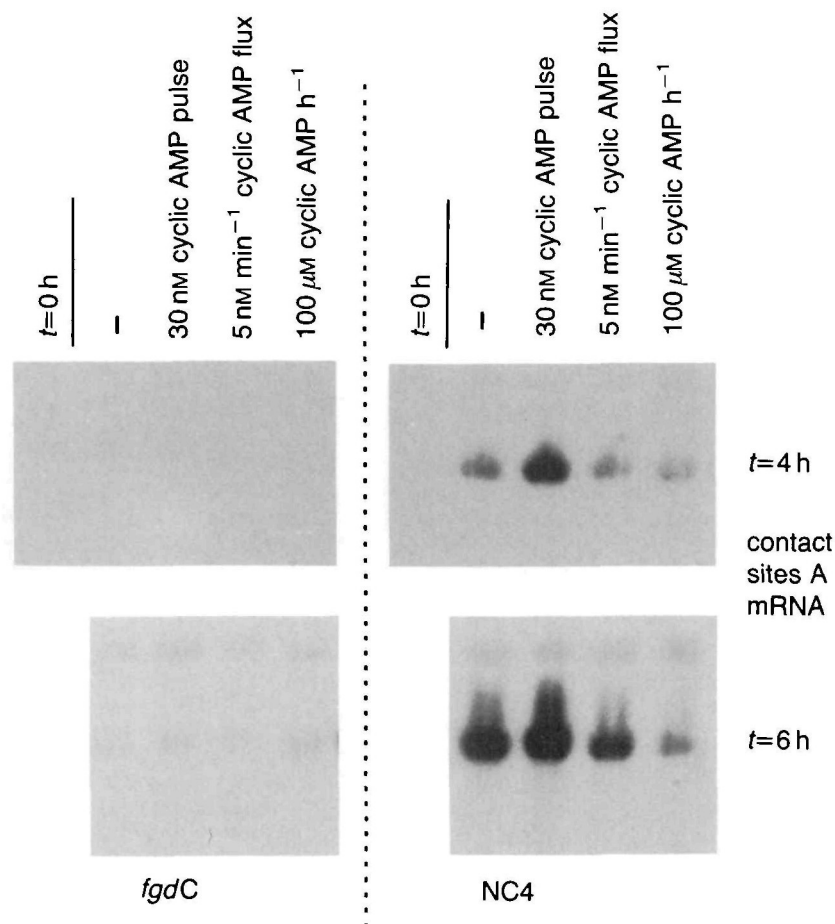 t=0 h
–
30 nM cyclic AMP pulse
5 nM min⁻¹ cyclic AMP flux
100 μM cyclic AMP h⁻¹
t=0 h
–
30 nM cyclic AMP pulse
5 nM min⁻¹ cyclic AMP flux
100 μM cyclic AMP h⁻¹
t=4 h
contact
sites A
mRNA
t=6 h
fgdC
NC4